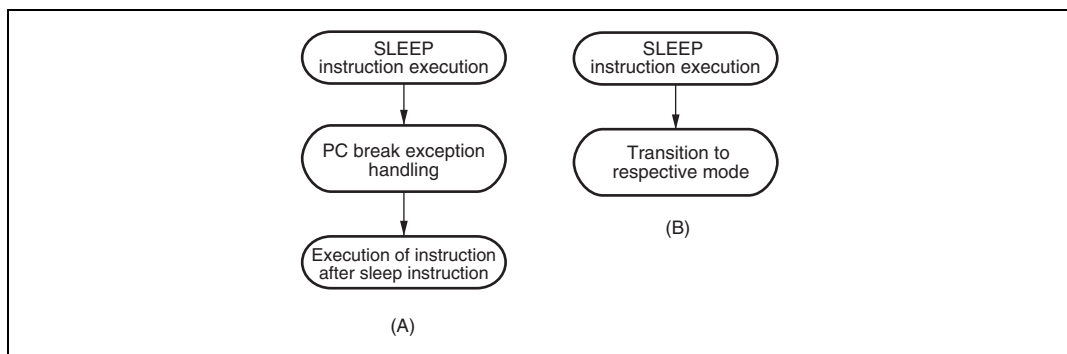 SLEEP
instruction execution
PC break exception
handling
Execution of instruction
after sleep instruction
(A)
SLEEP
instruction execution
Transition to
respective mode
(B)